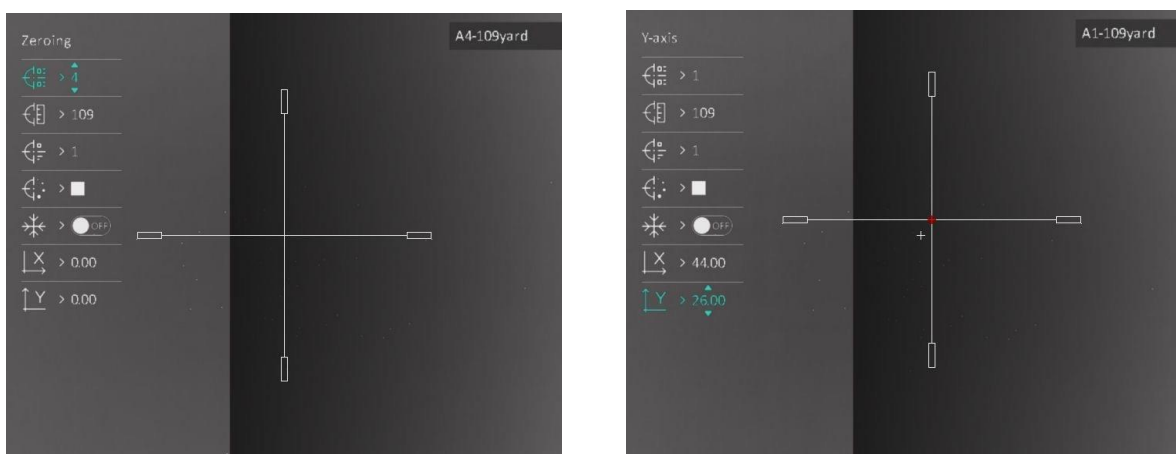 Zeroing
A4-109yard
> 4
> 109
> 1
>
> OFF
X > 0.00
Y > 0.00
Y-axis
A1-109yard
> 1
> 109
> 1
>
> OFF
X > 44.00
Y > 26.00